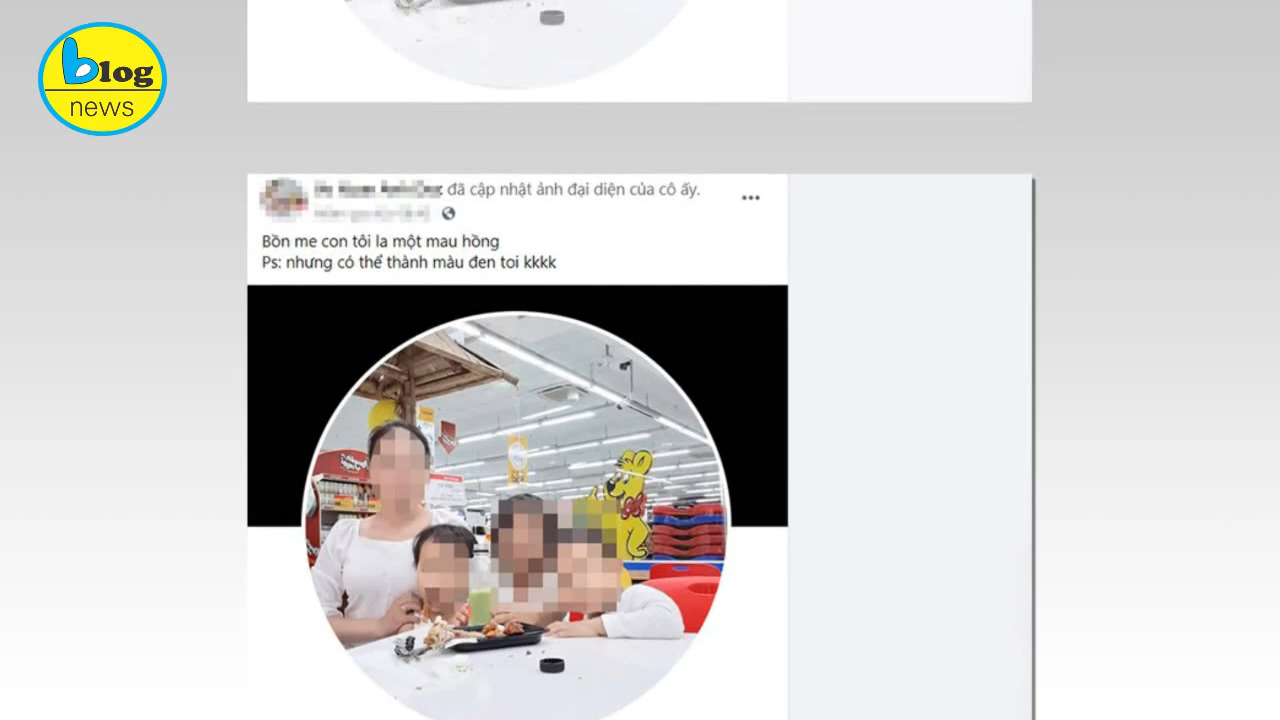 blog
news
đã cập nhật ảnh đại diện của cô ấy.
Bồn me con tôi la một mau hồng
Ps: nhưng có thể thành màu đen toi kkkk